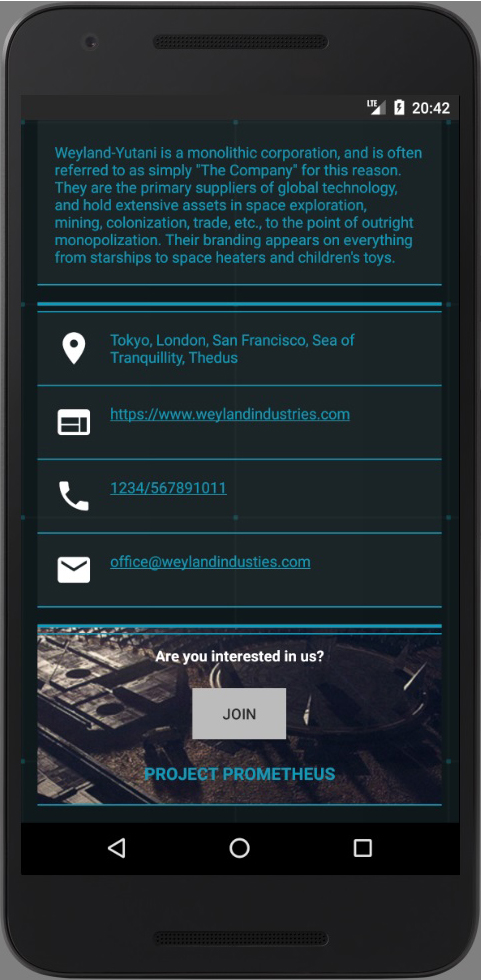 LTE 20:42
Weyland-Yutani is a monolithic corporation, and is often
referred to as simply "The Company" for this reason.
They are the primary suppliers of global technology,
and hold extensive assets in space exploration,
mining, colonization, trade, etc., to the point of outright
monopolization. Their branding appears on everything
from starships to space heaters and children's toys.
Tokyo, London, San Francisco, Sea of
Tranquillity, Thedus
https://www.weylandindustries.com
1234/567891011
office@weylandindusties.com
Are you interested in us?
JOIN
PROJECT PROMETHEUS